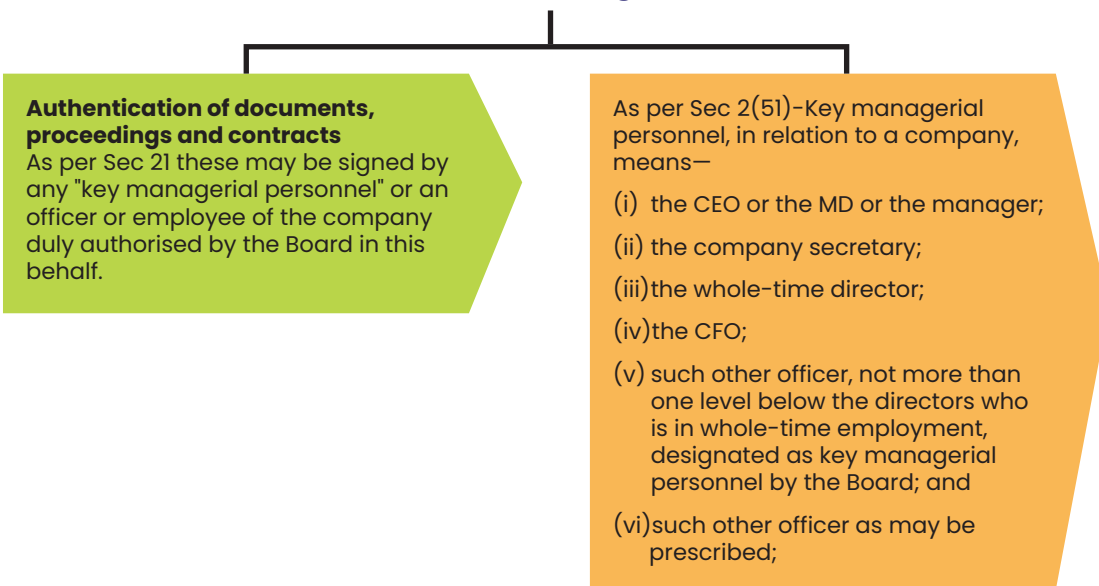 Authentication of documents,
proceedings and contracts
As per Sec 21 these may be signed by
any "key managerial personnel" or an
officer or employee of the company
duly authorised by the Board in this
behalf.
As per Sec 2(51)-Key managerial
personnel, in relation to a company,
means—
(i) the CEO or the MD or the manager;
(ii) the company secretary;
(iii)the whole-time director;
(iv)the CFO;
(v) such other officer, not more than
one level below the directors who
is in whole-time employment,
designated as key managerial
personnel by the Board; and
(vi)such other officer as may be
prescribed;